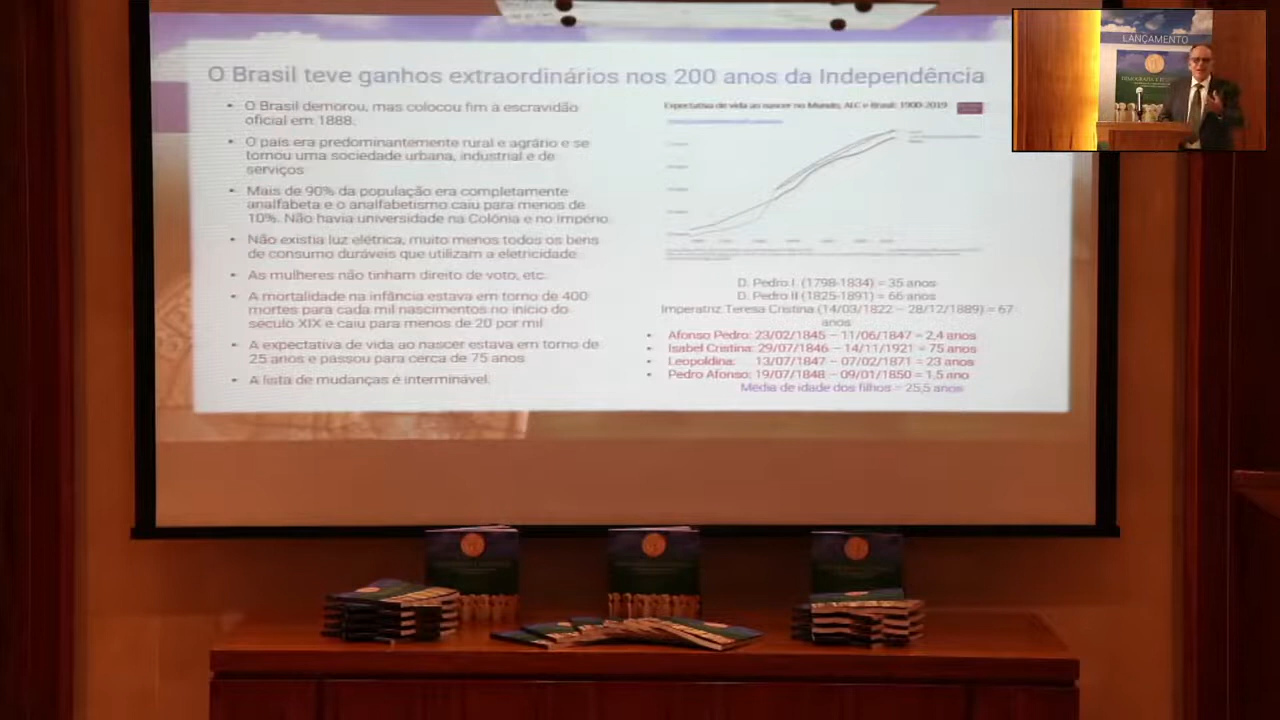 O Brasil teve ganhos extraordinários nos 200 anos da Independência
• O Brasil demorou, mas colocou fim a escravidão
oficial em 1888.
• O país era predominantemente rural e agrário e se
tornou uma sociedade urbana, industrial e de
serviços
• Mais de 90% da população era completamente
analfabeta e o analfabetismo caiu para menos de
10%. Não havia universidade na Colônia e no Império
• Não existia luz elétrica, muito menos todos os bens
de consumo duráveis que utilizam a eletricidade
• As mulheres não tinham direito de voto, etc.
• A mortalidade na infância estava em torno de 400
mortes para cada mil nascimentos no início do
século XIX e caiu para menos de 20 por mil
• A expectativa de vida ao nascer estava em torno de
25 anos e passou para cerca de 75 anos
• A lista de mudanças é interminável.
Expectativa de vida ao nascer no Mundo, ALC e Brasil: 1900-2019
D. Pedro I (1798-1834) = 35 anos
D. Pedro II (1825-1891) = 66 anos
Imperatriz Teresa Cristina (14/03/1822 – 28/12/1889) = 67
anos
• Afonso Pedro: 23/02/1845 – 11/06/1847 = 2,4 anos
• Isabel Cristina: 29/07/1846 – 14/11/1921 = 75 anos
• Leopoldina: 13/07/1847 – 07/02/1871 = 23 anos
• Pedro Afonso: 19/07/1848 – 09/01/1850 = 1,5 ano
Média de idade dos filhos = 25,5 anos
LANÇAMENTO